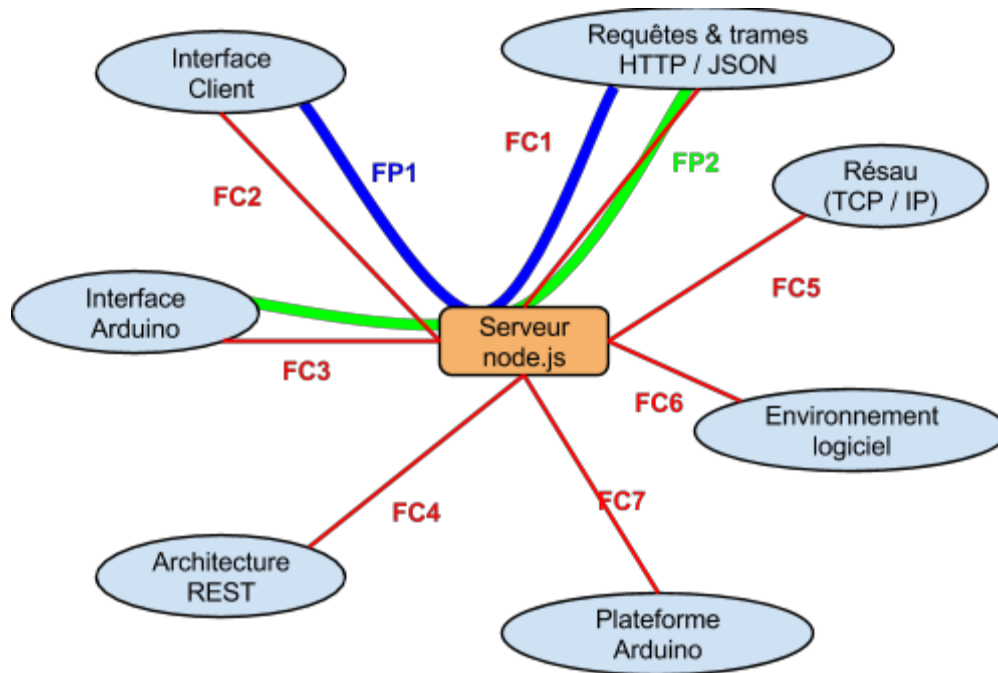 Interface
Client
Requêtes & trames
HTTP / JSON
FP1
FC1
FP2
FC2
Résau
(TCP / IP)
Interface
Arduino
FC3
Serveur
node.js
FC5
FC6
Environnement
logiciel
FC4
FC7
Architecture
REST
Plateforme
Arduino